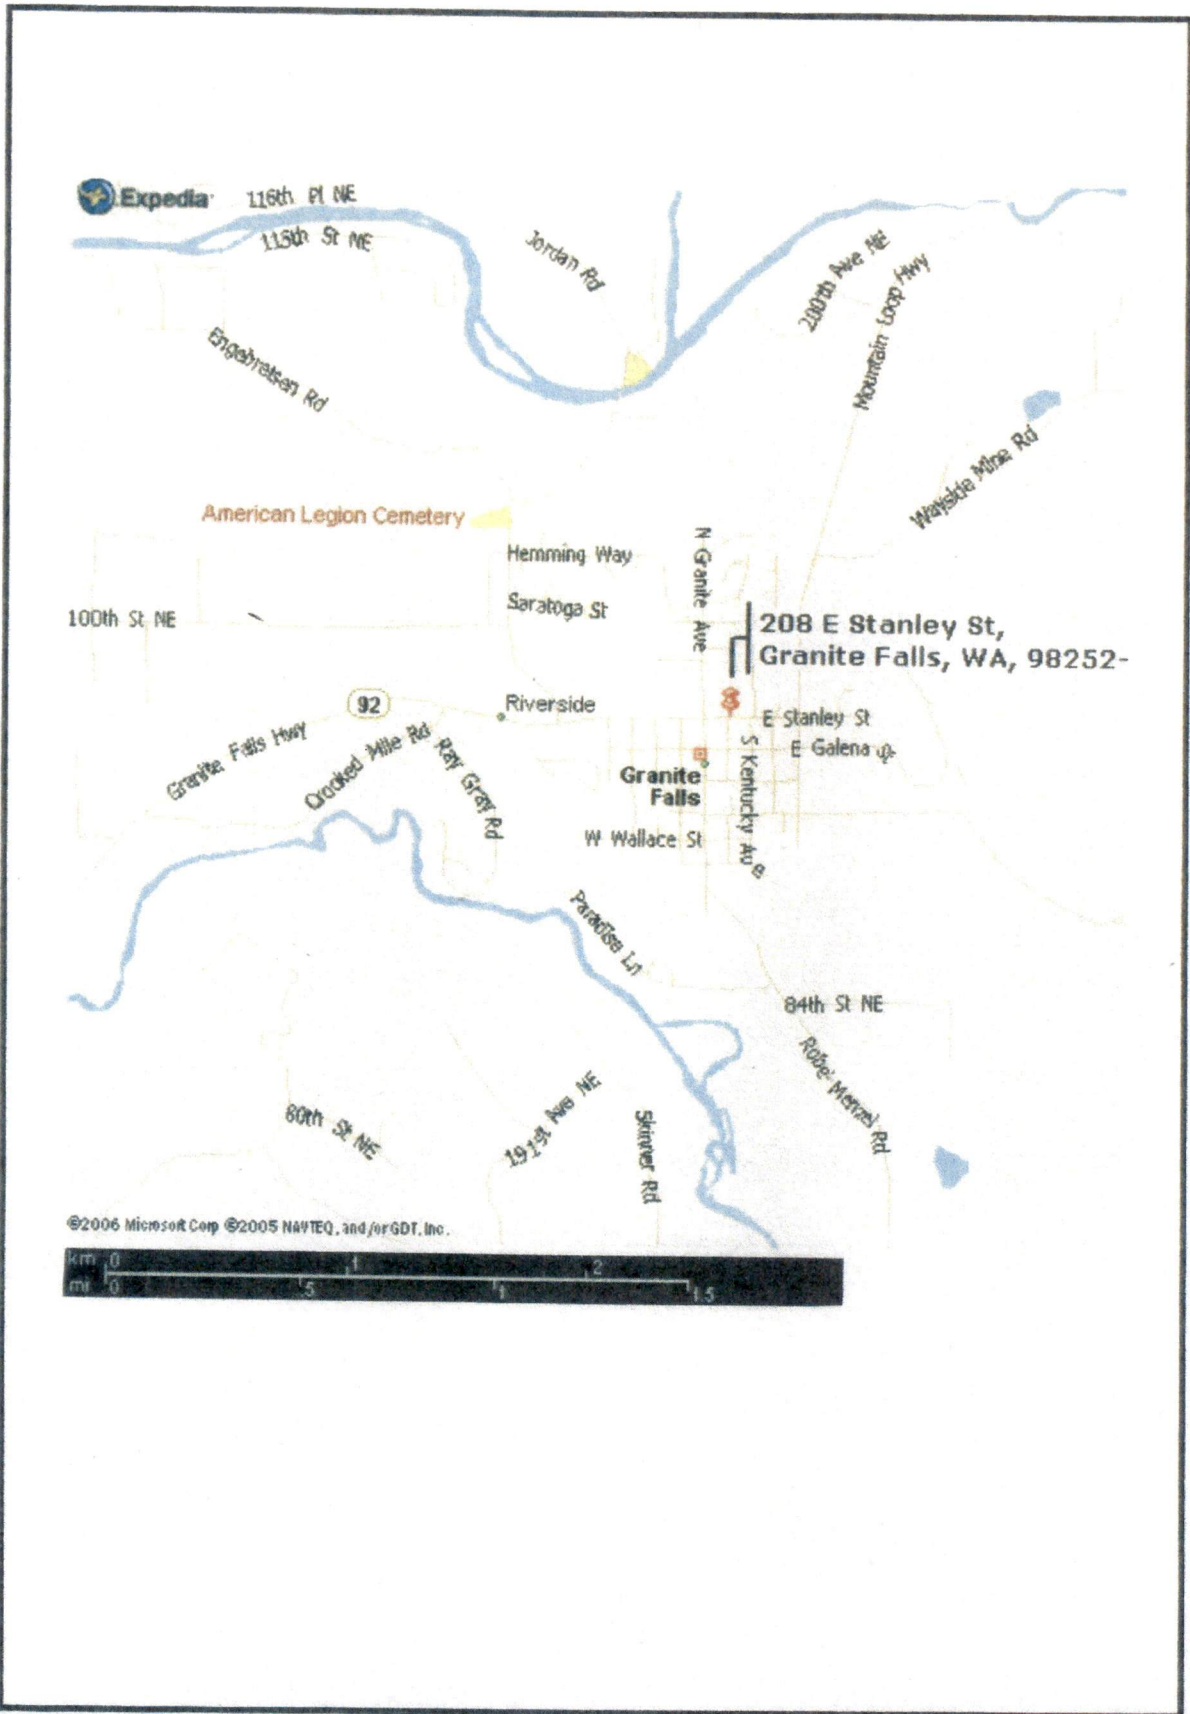 Expedia
116th Pl NE
115th St NE
Jordan Rd
200th Ave NE
Mountain Loop Hwy
Engebretsen Rd
Wayside Mine Rd
American Legion Cemetery
Hemming Way
N Granite Ave
Saratoga St
100th St NE
208 E Stanley St,
Granite Falls, WA, 98252-
92
Riverside
E Stanley St
Granite Falls Hwy
Crooked Mile Rd
Ray Gray Rd
E Galena
S Kentucky Ave
Granite
Falls
W Wallace St
Paradise Ln
84th St NE
Robe-Menzel Rd
80th St NE
191st Ave NE
Skinner Rd
©2006 Microsoft Corp ©2005 NAVTEQ, and/or GDT, Inc.
km 0 1 2
mi 0 .5 1 1.5